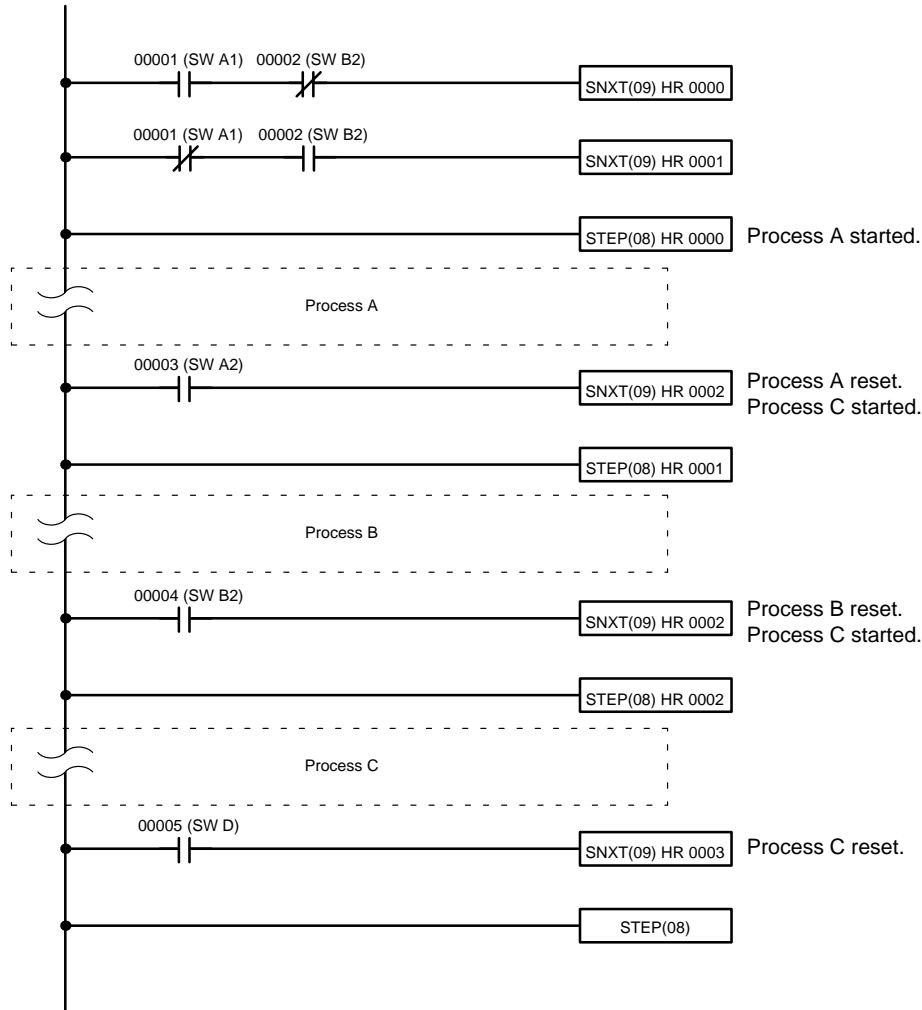 00001 (SW A1) 00002 (SW B2)
SNXT(09) HR 0000
00001 (SW A1) 00002 (SW B2)
SNXT(09) HR 0001
STEP(08) HR 0000 Process A started.
Process A
00003 (SW A2)
SNXT(09) HR 0002 Process A reset.
Process C started.
STEP(08) HR 0001
Process B
00004 (SW B2)
SNXT(09) HR 0002 Process B reset.
Process C started.
STEP(08) HR 0002
Process C
00005 (SW D)
SNXT(09) HR 0003 Process C reset.
STEP(08)